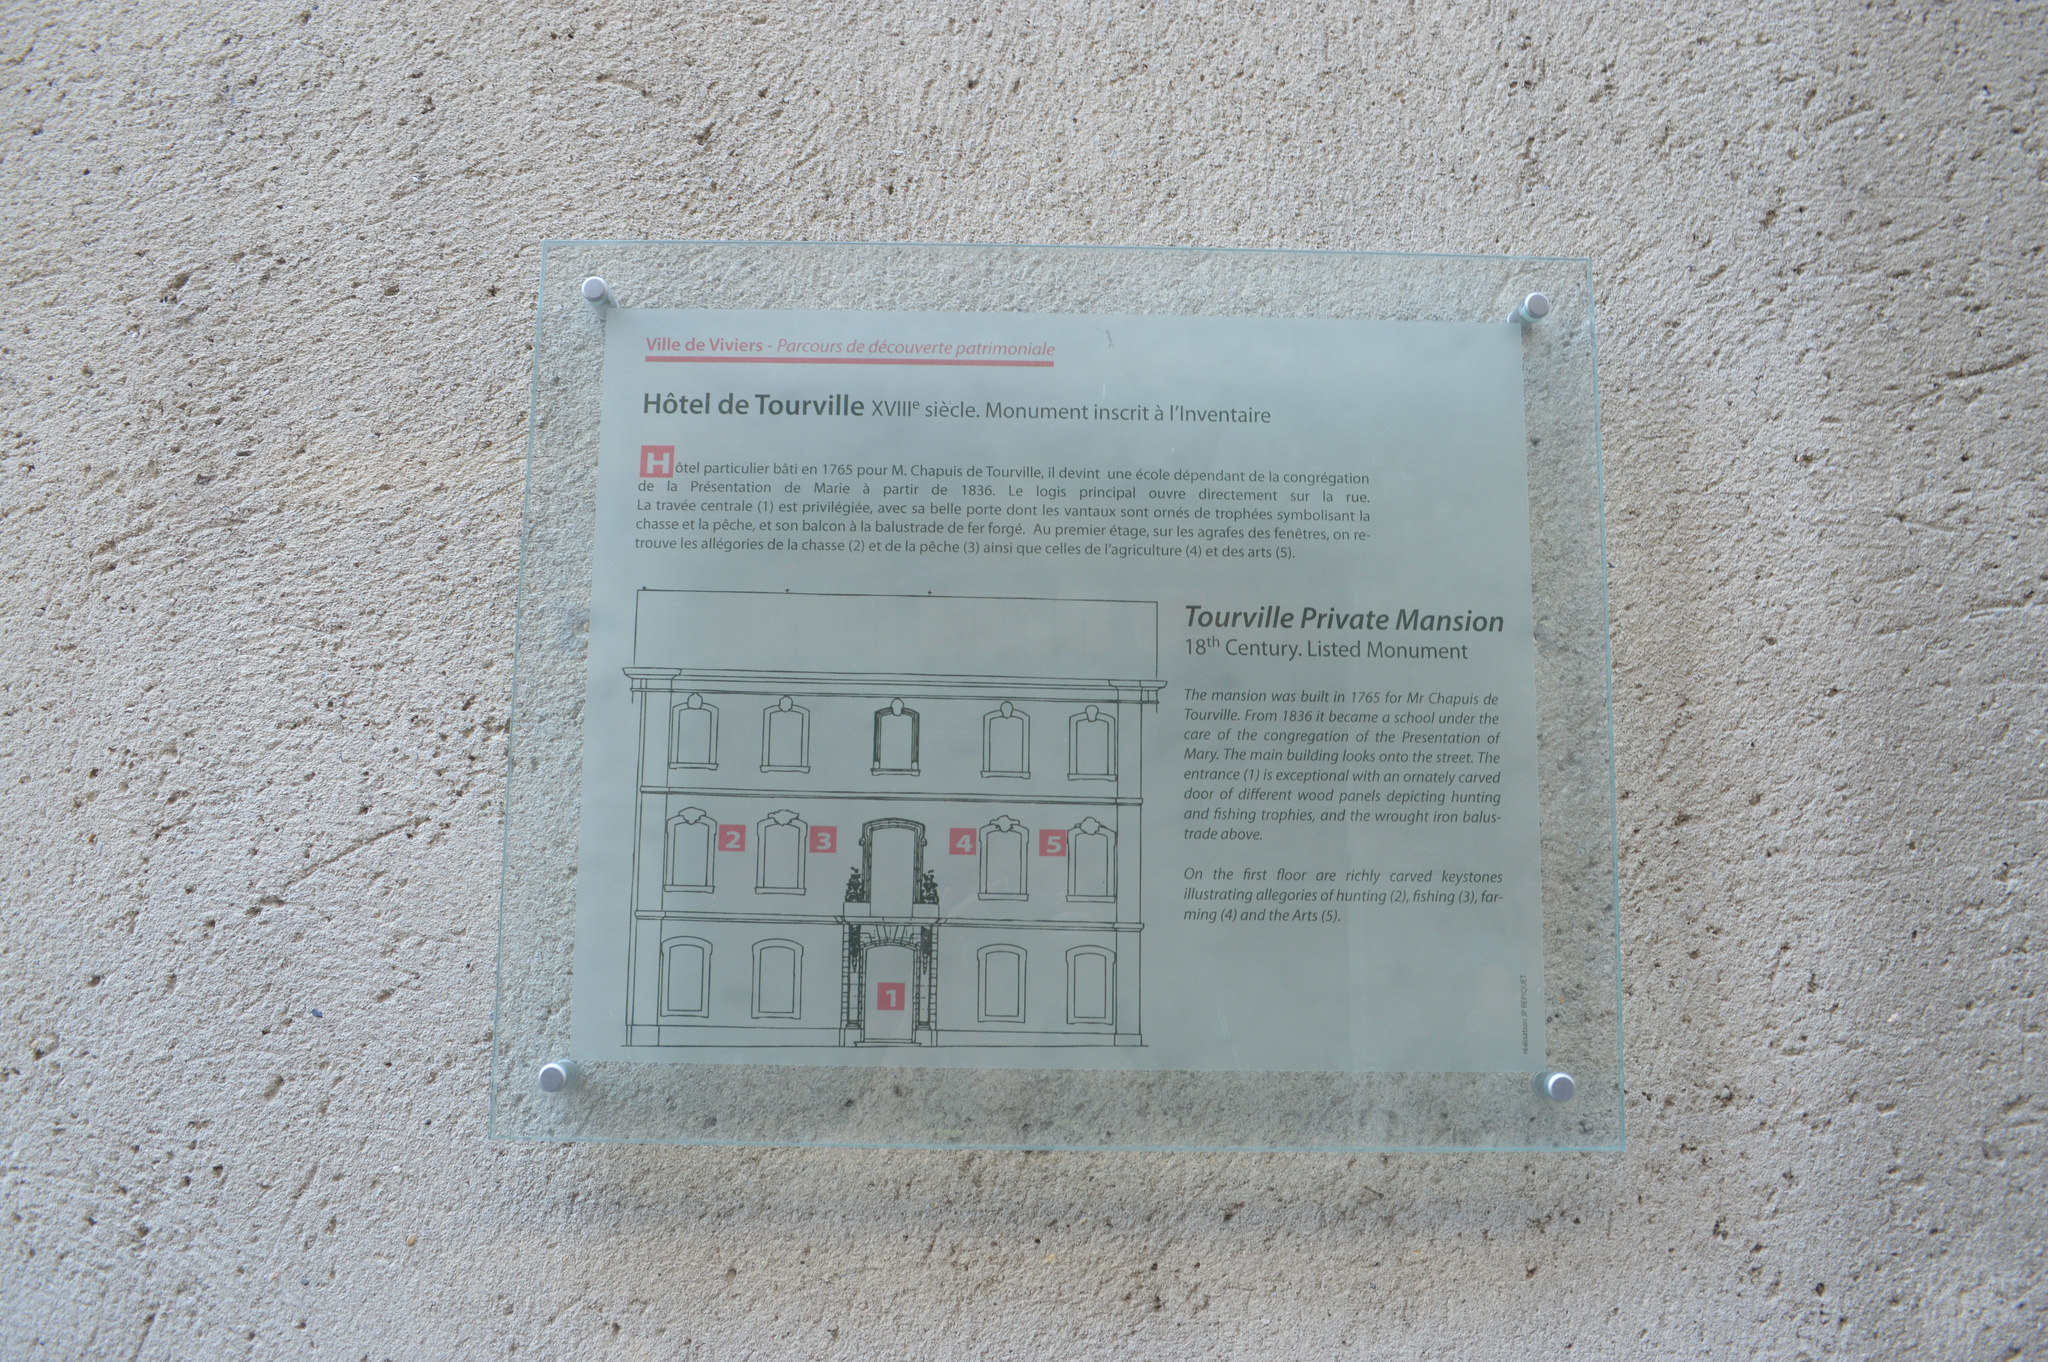 Ville de Viviers - Parcours de découverte patrimoniale
Hôtel de Tourville XVIIIe siècle. Monument inscrit à l'Inventaire
Hôtel particulier bâti en 1765 pour M. Chapuis de Tourville, il devint une école dépendant de la congrégation
de la Présentation de Marie à partir de 1836. Le logis principal ouvre directement sur la rue.
La travée centrale (1) est privilégiée, avec sa belle porte dont les vantaux sont ornés de trophées symbolisant la
chasse et la pêche, et son balcon à la balustrade de fer forgé. Au premier étage, sur les agrafes des fenêtres, on re-
trouve les allégories de la chasse (2) et de la pêche (3) ainsi que celles de l'agriculture (4) et des arts (5).
2 3 4 5
1
Tourville Private Mansion
18th Century. Listed Monument
The mansion was built in 1765 for Mr Chapuis de
Tourville. From 1836 it became a school under the
care of the congregation of the Presentation of
Mary. The main building looks onto the street. The
entrance (1) is exceptional with an ornately carved
door of different wood panels depicting hunting
and fishing trophies, and the wrought iron balus-
trade above.
On the first floor are richly carved keystones
illustrating allegories of hunting (2), fishing (3), far-
ming (4) and the Arts (5).
réalisation JP REPIQUET